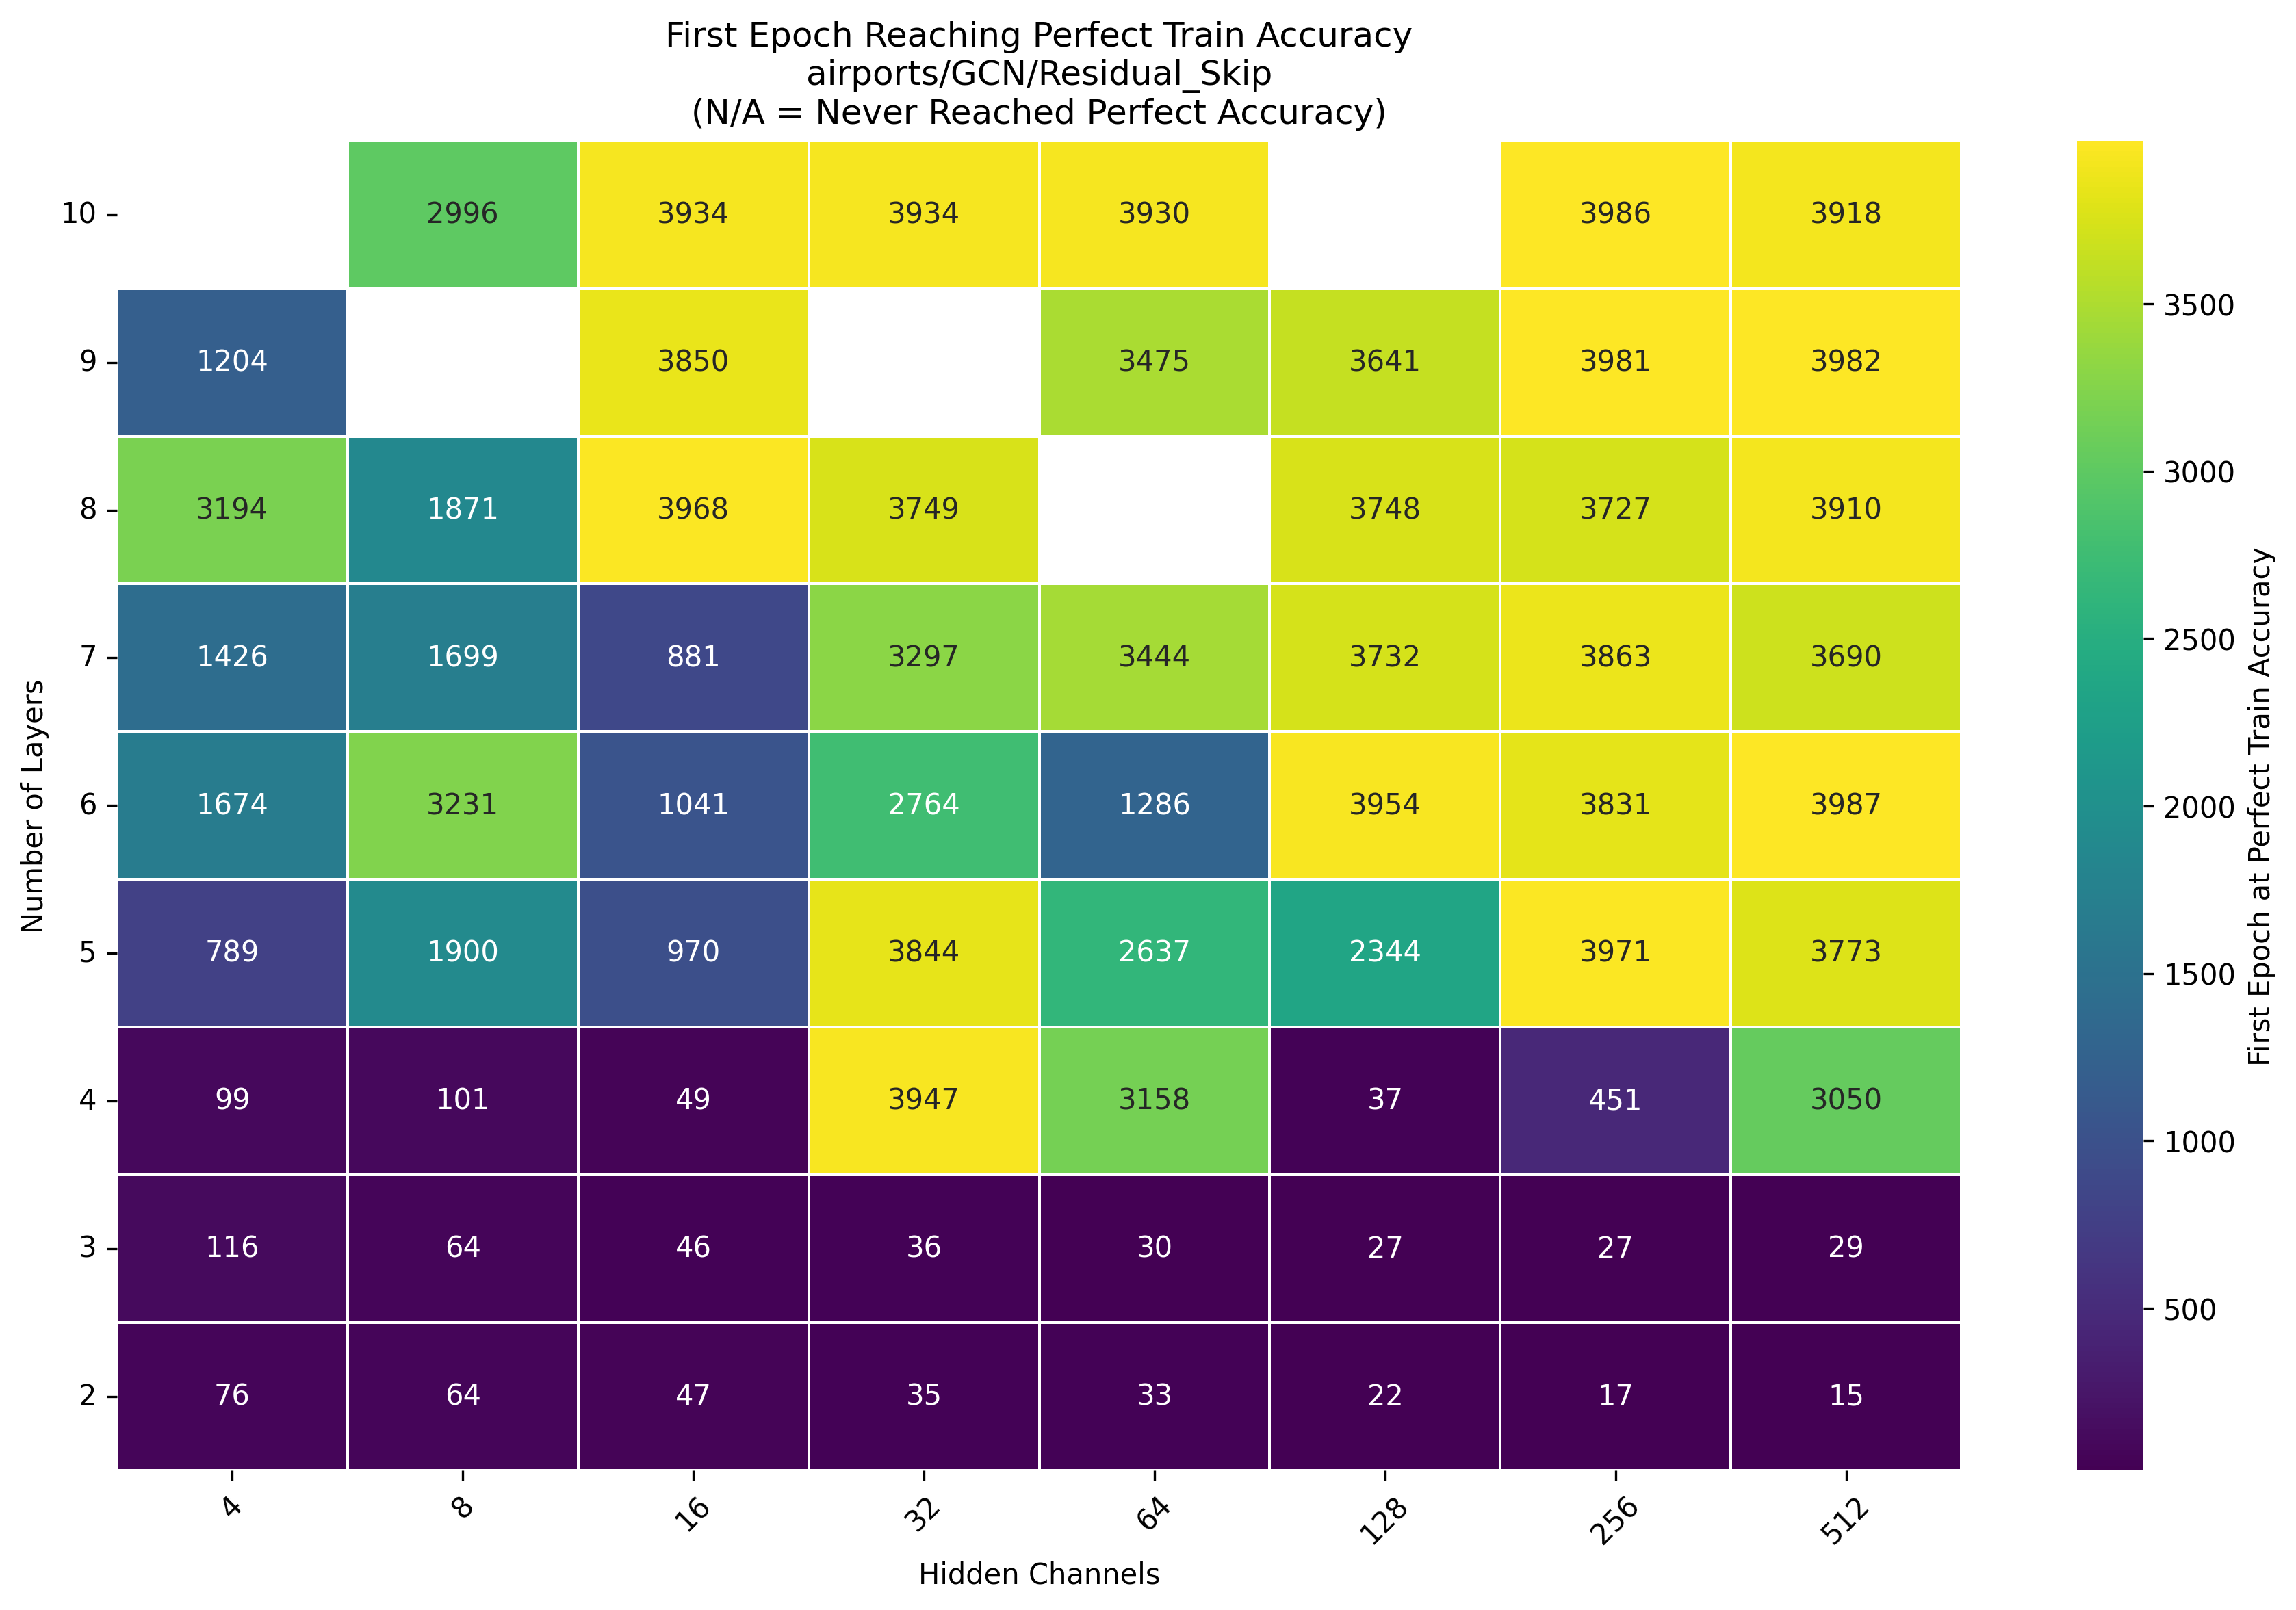 First Epoch Reaching Perfect Train Accuracy
airports/GCN/Residual_Skip
(N/A = Never Reached Perfect Accuracy)
10 2996 3934 3934 3930 3986 3918
9 1204 3850 3475 3641 3981 3982
8 3194 1871 3968 3749 3748 3727 3910
7 1426 1699 881 3297 3444 3732 3863 3690
6 1674 3231 1041 2764 1286 3954 3831 3987
5 789 1900 970 3844 2637 2344 3971 3773
4 99 101 49 3947 3158 37 451 3050
3 116 64 46 36 30 27 27 29
2 76 64 47 35 33 22 17 15
4 8 16 32 64 128 256 512
Hidden Channels
Number of Layers
3500
3000
2500
2000
1500
1000
500
First Epoch at Perfect Train Accuracy